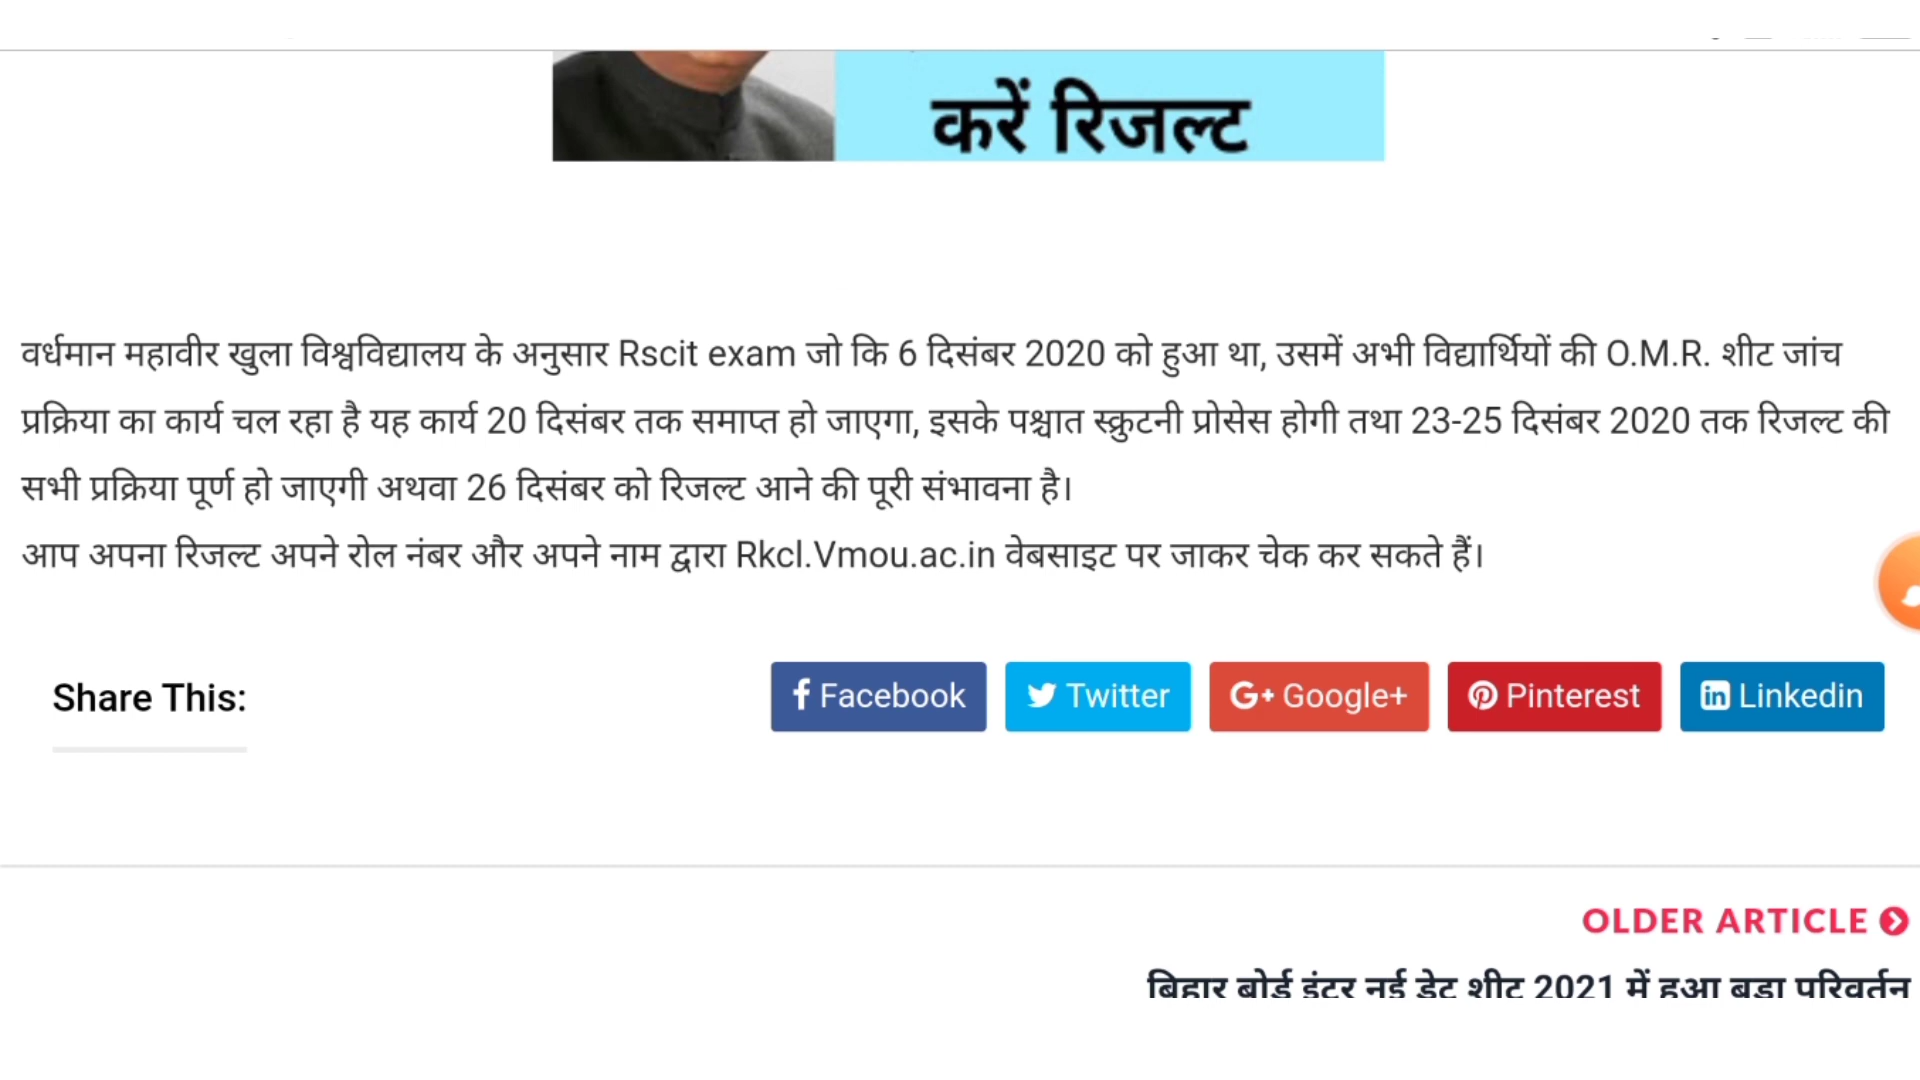 करें रिजल्ट
वर्धमान महावीर खुला विश्वविद्यालय के अनुसार Rscit exam जो कि 6 दिसंबर 2020 को हुआ था, उसमें अभी विद्यार्थियों की O.M.R. शीट जांच
प्रक्रिया का कार्य चल रहा है यह कार्य 20 दिसंबर तक समाप्त हो जाएगा, इसके पश्चात स्क्रुटनी प्रोसेस होगी तथा 23-25 दिसंबर 2020 तक रिजल्ट की
सभी प्रक्रिया पूर्ण हो जाएगी अथवा 26 दिसंबर को रिजल्ट आने की पूरी संभावना है।
आप अपना रिजल्ट अपने रोल नंबर और अपने नाम द्वारा Rkcl.Vmou.ac.in वेबसाइट पर जाकर चेक कर सकते हैं।
Share This:
Facebook Twitter G+ Google+ Pinterest in Linkedin
OLDER ARTICLE
बिहार बोर्ड इंटर नई डेट शीट 2021 में हुआ बड़ा परिवर्तन